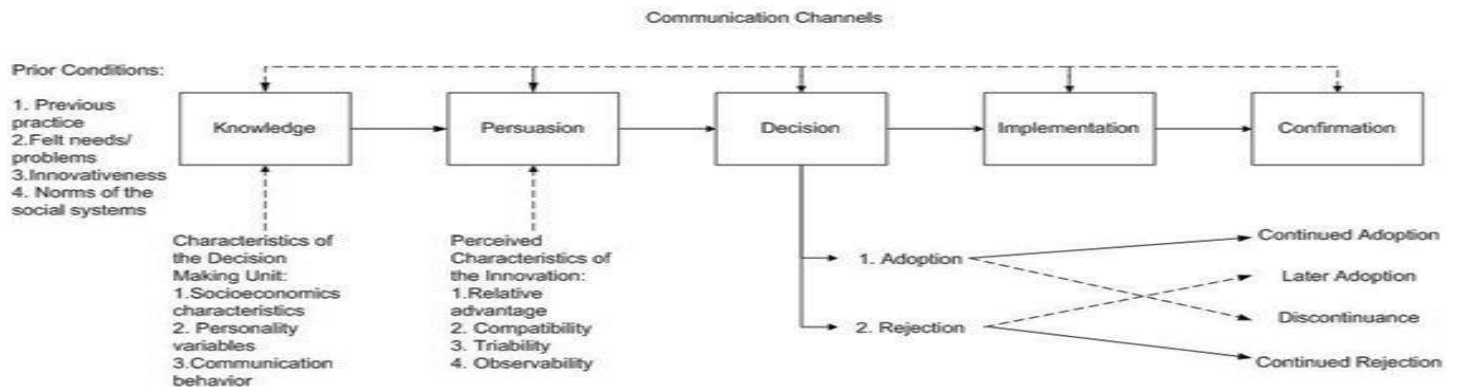 Communication Channels
Prior Conditions:
1. Previous
practice
2.Felt needs/
problems
3.Innovativeness
4. Norms of the
social systems
Knowledge
Persuasion
Decision
Implementation
Confirmation
Characteristics of
the Decision
Making Unit:
1.Socioeconomics
characteristics
2. Personality
variables
3.Communication
behavior
Perceived
Characteristics of
the Innovation:
1.Relative
advantage
2. Compatibility
3. Triability
4. Observability
1. Adoption
2. Rejection
Continued Adoption
Later Adoption
Discontinuance
Continued Rejection